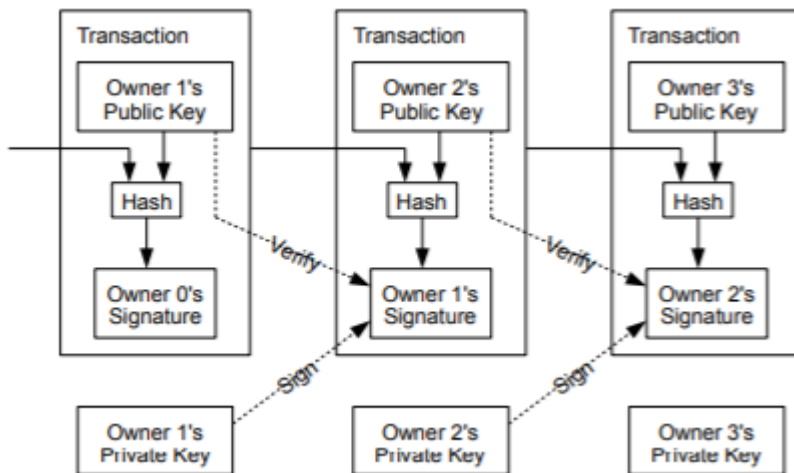 Transaction
Transaction
Transaction
Owner 1's
Public Key
Owner 2's
Public Key
Owner 3's
Public Key
Hash
Hash
Hash
Verify
Verify
Owner 0's
Signature
Owner 1's
Signature
Owner 2's
Signature
Sign
Sign
Owner 1's
Private Key
Owner 2's
Private Key
Owner 3's
Private Key